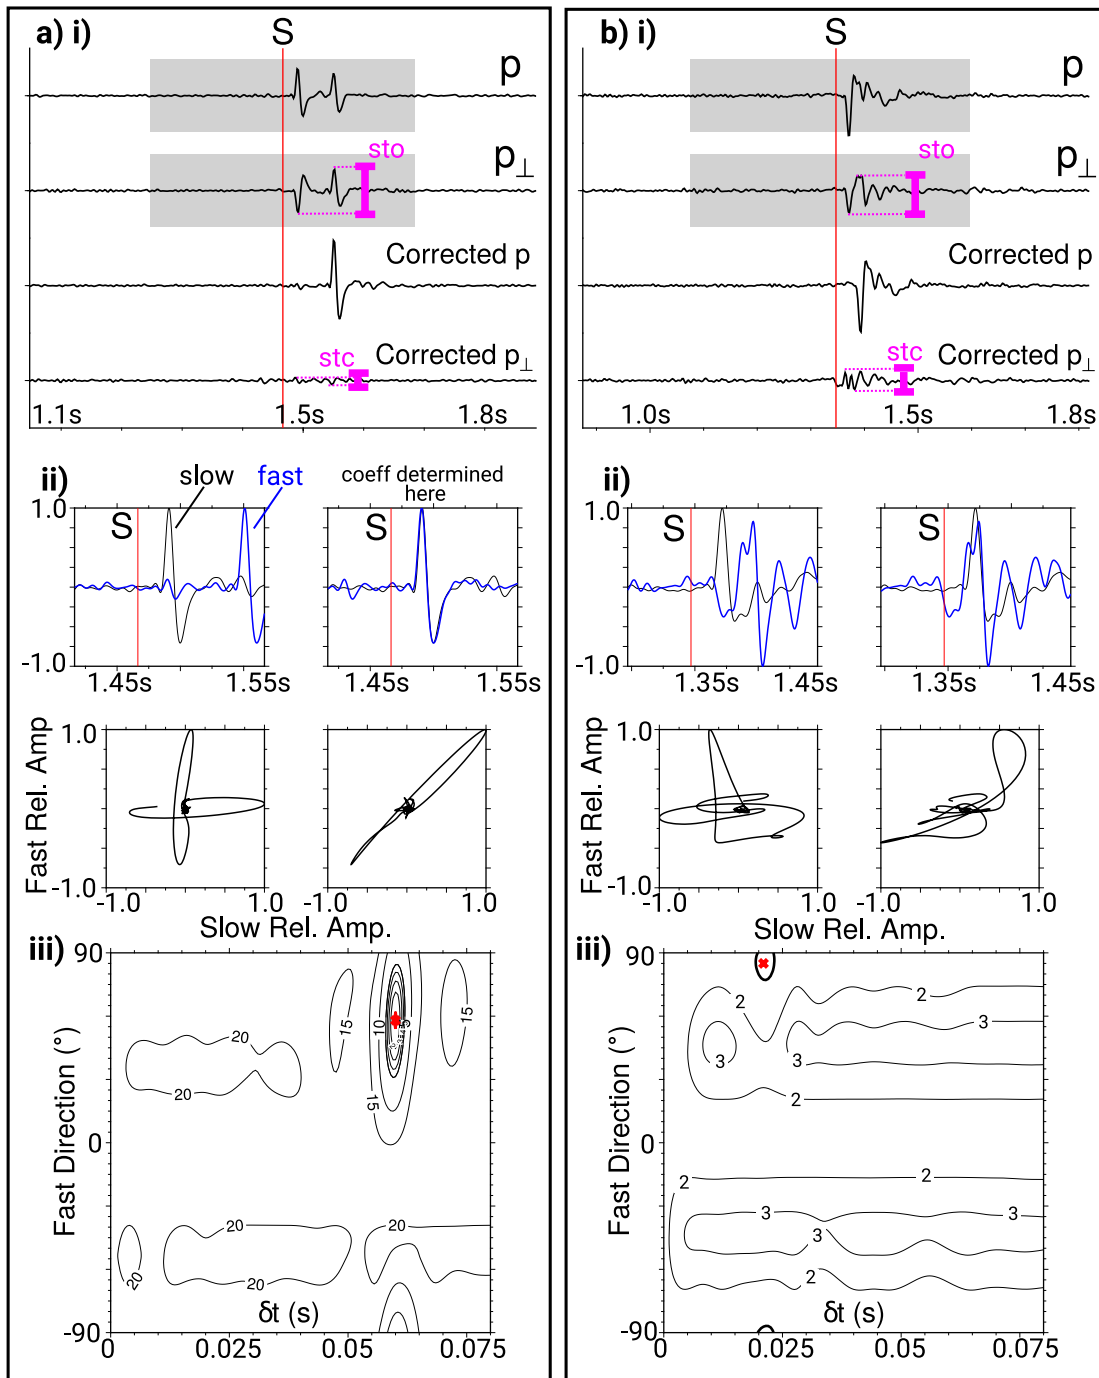 a) i)
S
p
sto
p⊥
Corrected p
stc
Corrected p⊥
1.1s 1.5s 1.8s
ii)
slow
fast
coeff determined
here
1.0
S
S
-1.0
1.45s 1.55s
1.45s 1.55s
Fast Rel. Amp
1.0
-1.0
-1.0 1.0
-1.0 1.0
Slow Rel. Amp.
iii)
90
Fast Direction (°)
0
-90
20
20
15
10
5
15
15
20
20
20
20
δt (s)
0 0.025 0.05 0.075
b) i)
S
p
sto
p⊥
Corrected p
stc
Corrected p⊥
1.0s 1.5s 1.8s
ii)
1.0
S
S
-1.0
1.35s 1.45s
1.35s 1.45s
Fast Rel. Amp
1.0
-1.0
-1.0 1.0
-1.0 1.0
Slow Rel. Amp.
iii)
90
Fast Direction (°)
0
-90
2
2
3
3
3
2
2
2
3
3
3
2
δt (s)
0 0.025 0.05 0.075